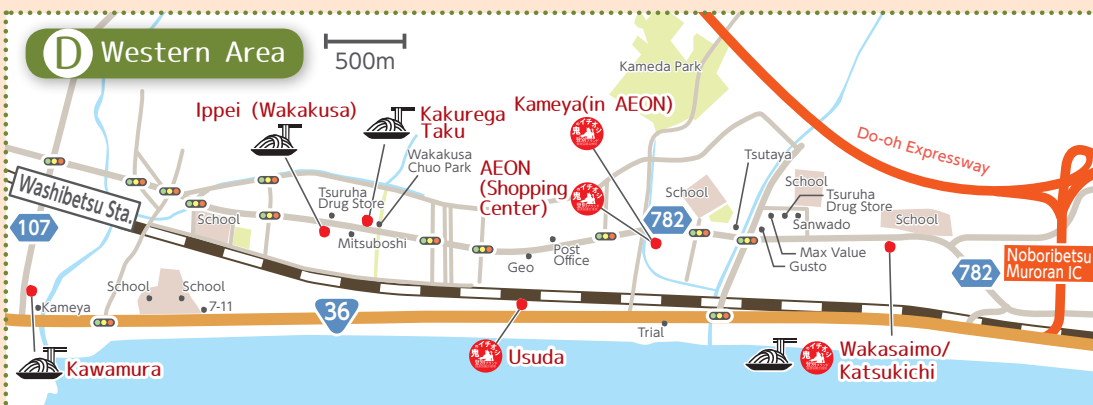 D Western Area
500m
Kameda Park
Ippei (Wakakusa)
Kakurega
Taku
Kameya(in AEON)
Do-oh Expressway
Wakakusa
Chuo Park
AEON
(Shopping
Center)
Tsutaya
Washibetsu Sta.
Tsuruha
Drug Store
School
School
Tsuruha
Drug Store
School
School
782
Sanwado
107
Mitsuboshi
Post
Office
Geo
Max Value
Gusto
Noboribetsu
Muroran IC
782
School
School
7-11
Kameya
36
Trial
Kawamura
Usuda
Wakasaimo/
Katsukichi